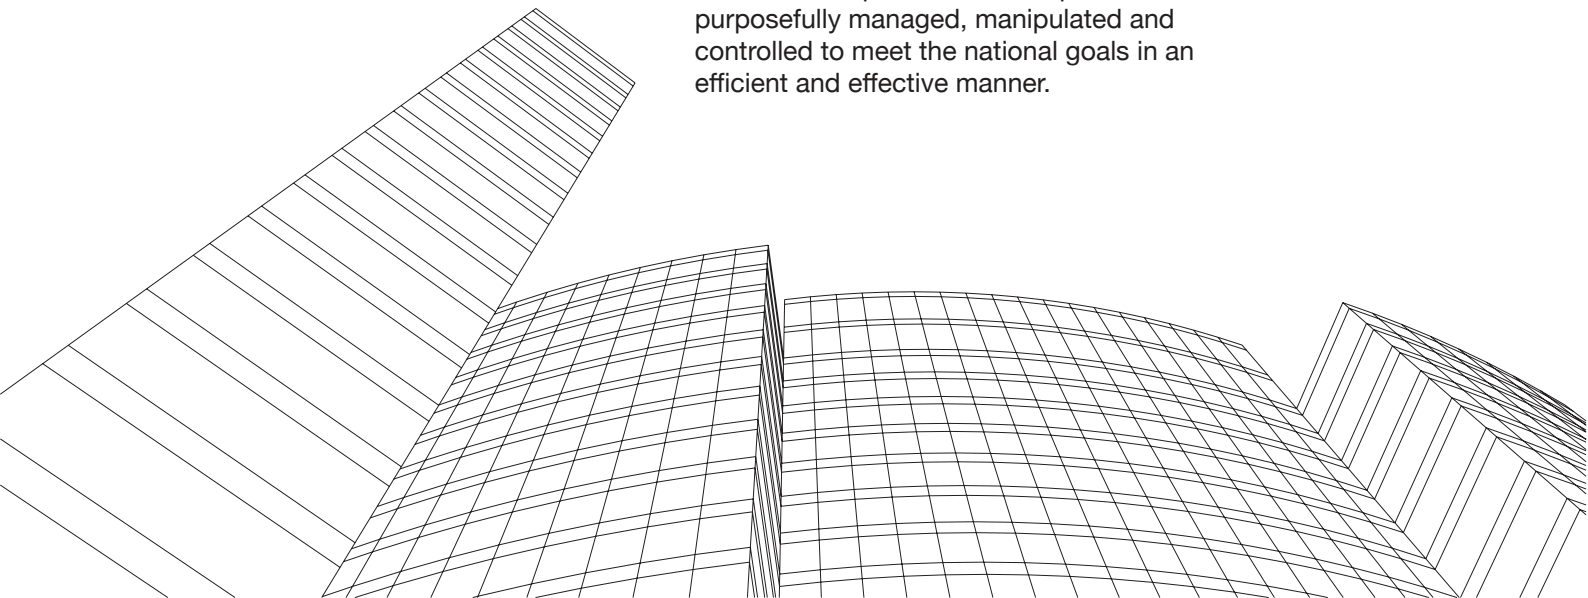 purposefully managed, manipulated and
controlled to meet the national goals in an
efficient and effective manner.